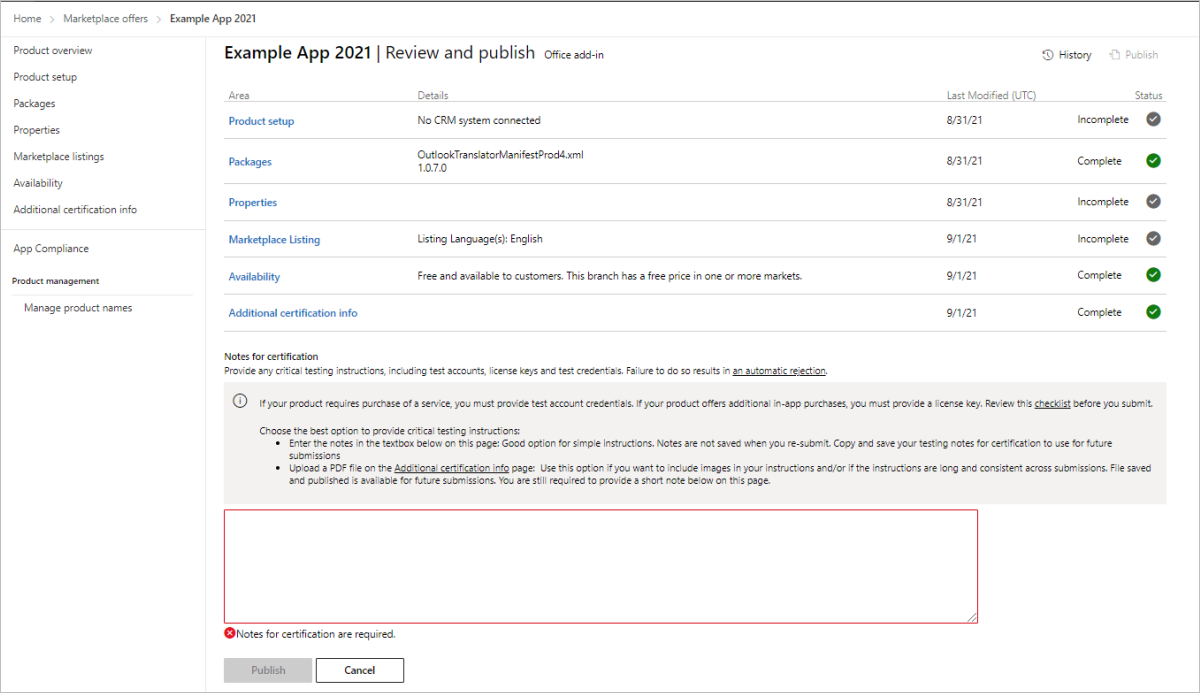 Home > Marketplace offers > Example App 2021
Product overview
Product setup
Packages
Properties
Marketplace listings
Availability
Additional certification info
App Compliance
Product management
Manage product names
Example App 2021 | Review and publish Office add-in
History Publish
Area Details Last Modified (UTC) Status
Product setup No CRM system connected 8/31/21 Incomplete
Packages OutlookTranslatorManifestProd4.xml 8/31/21 Complete
1.0.7.0
Properties 8/31/21 Incomplete
Marketplace Listing Listing Language(s): English 9/1/21 Incomplete
Availability Free and available to customers. This branch has a free price in one or more markets. 9/1/21 Complete
Additional certification info 9/1/21 Complete
Notes for certification
Provide any critical testing instructions, including test accounts, license keys and test credentials. Failure to do so results in an automatic rejection.
If your product requires purchase of a service, you must provide test account credentials. If your product offers additional in-app purchases, you must provide a license key. Review this checklist before you submit.
Choose the best option to provide critical testing instructions:
• Enter the notes in the textbox below on this page: Good option for simple instructions. Notes are not saved when you re-submit. Copy and save your testing notes for certification to use for future
submissions
• Upload a PDF file on the Additional certification info page: Use this option if you want to include images in your instructions and/or if the instructions are long and consistent across submissions. File saved
and published is available for future submissions. You are still required to provide a short note below on this page.
Notes for certification are required.
Publish Cancel